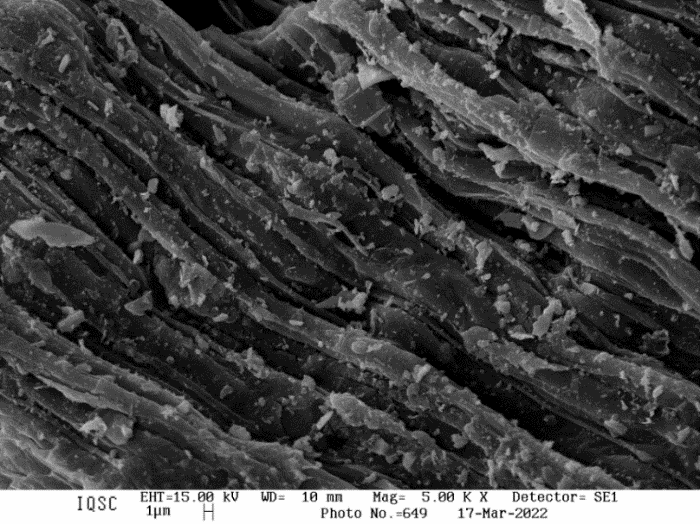 IQSC EHT=15.00 kV WD= 10 mm Mag= 5.00 K X Detector= SE1
1µm Photo No.=649 17-Mar-2022